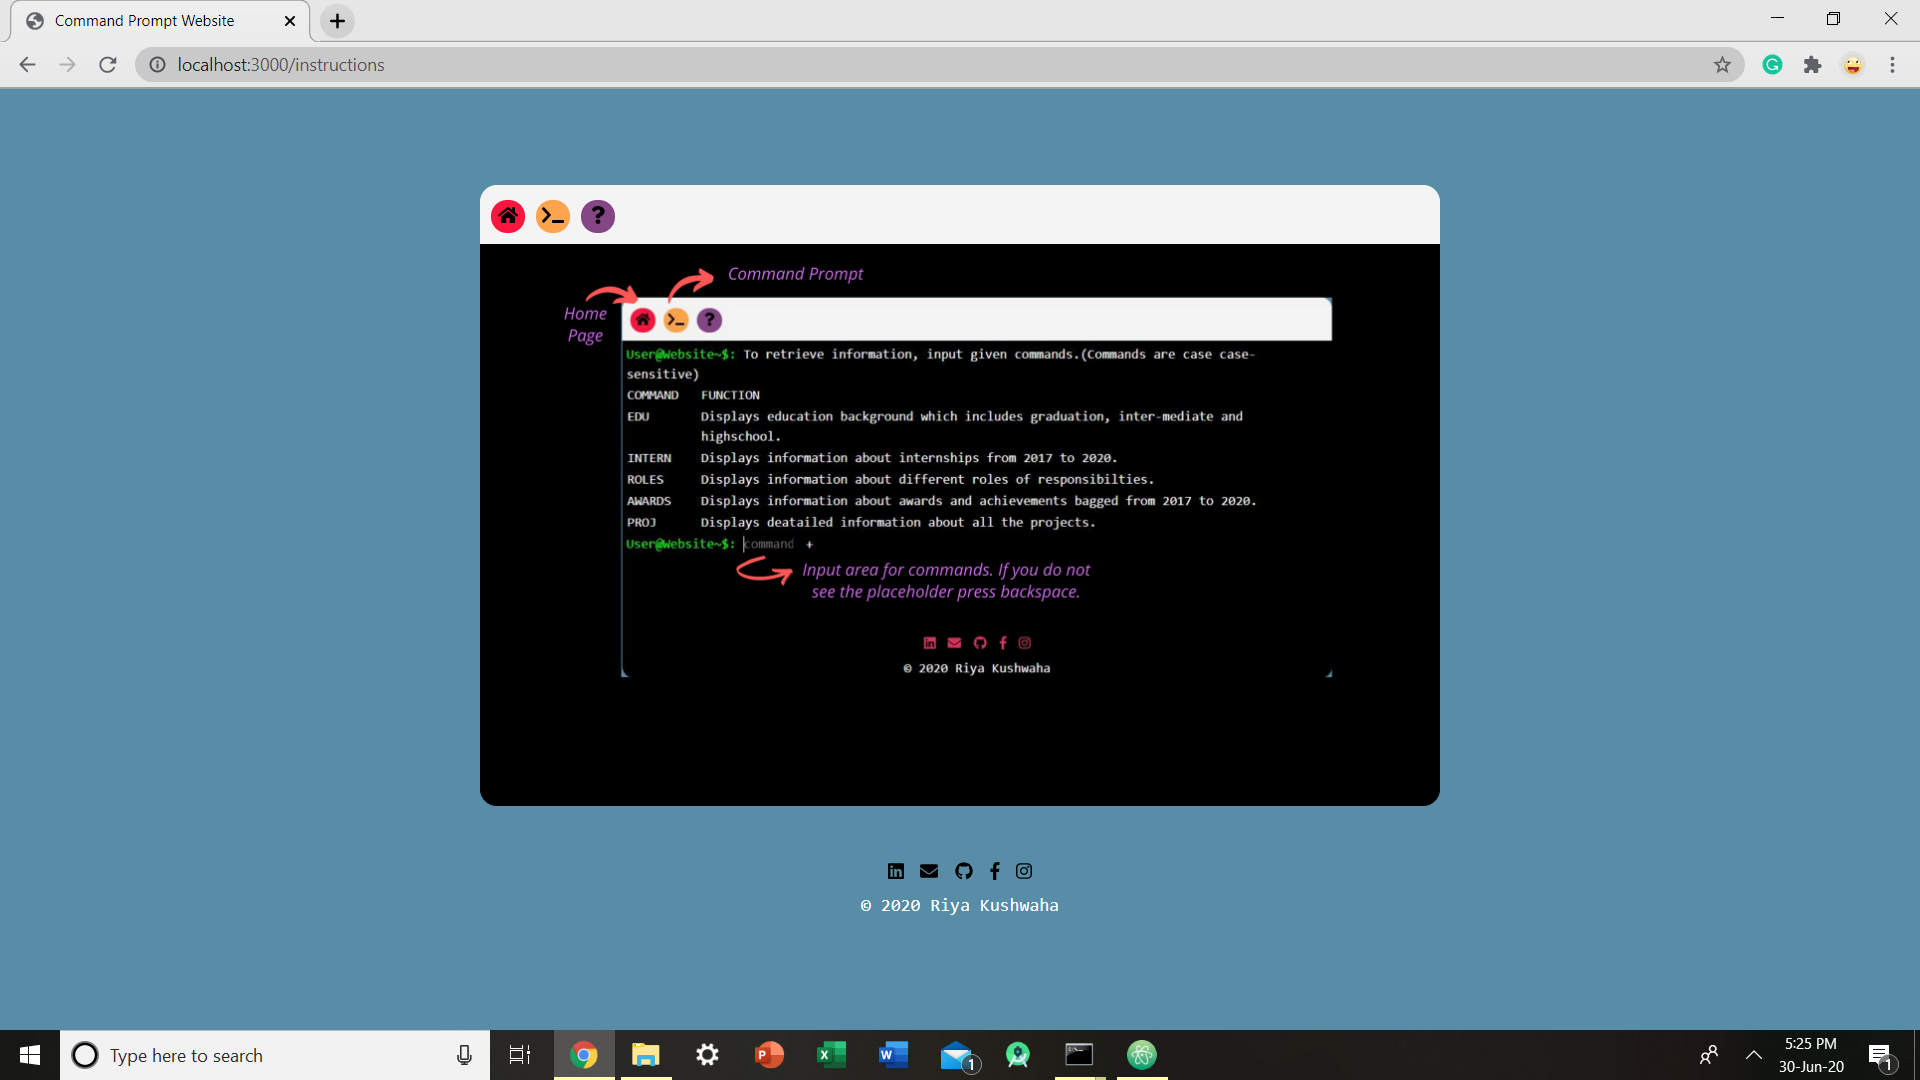 Command Prompt Website
localhost:3000/instructions
Command Prompt
Home
Page
User@Website~$: To retrieve information, input given commands.(Commands are case case-
sensitive)
COMMAND FUNCTION
EDU Displays education background which includes graduation, inter-mediate and
highschool.
INTERN Displays information about internships from 2017 to 2020.
ROLES Displays information about different roles of responsibilties.
AWARDS Displays information about awards and achievements bagged from 2017 to 2020.
PROJ Displays deatailed information about all the projects.
User@Website~$: command +
Input area for commands. If you do not
see the placeholder press backspace.
© 2020 Riya Kushwaha
© 2020 Riya Kushwaha
Type here to search
1
5:25 PM
30-Jun-20
1